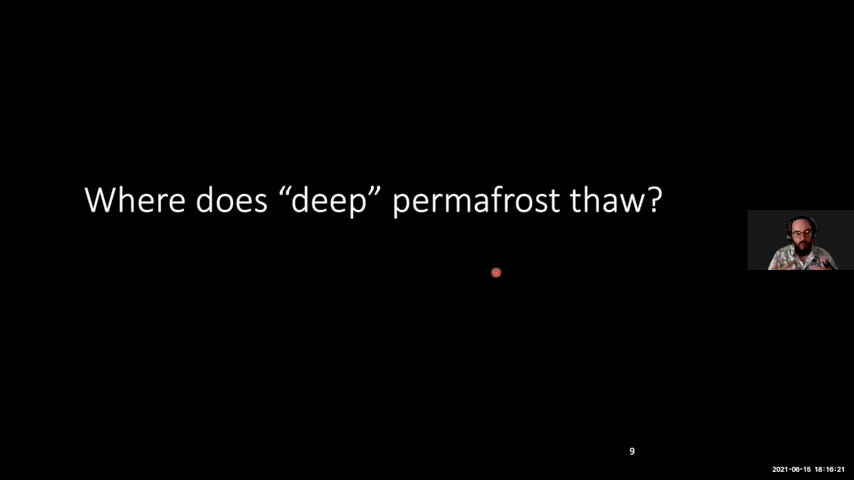 Where does “deep” permafrost thaw?
9
2021-06-15 18:16:21